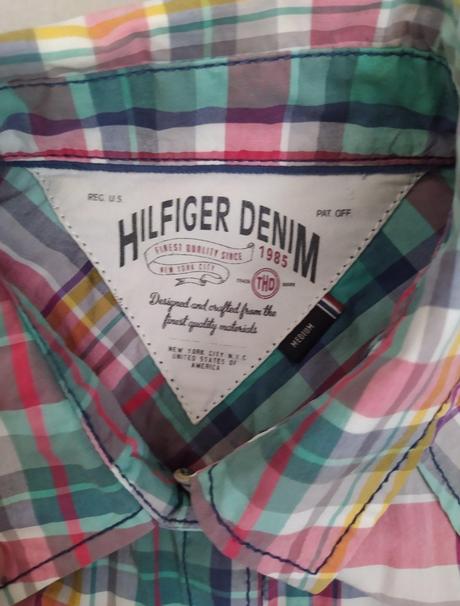 REG. U.S.
PAT. OFF.
HILFIGER DENIM
FINEST QUALITY SINCE 1985
NEW YORK CITY
TRADE THD MARK
Designed and crafted from the
finest quality materials
MEDIUM
NEW YORK CITY N.Y.C.
UNITED STATES OF
AMERICA